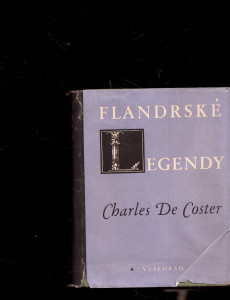 FLANDRSKÉ
LEGENDY
Charles De Coster
VYŠEHRAD